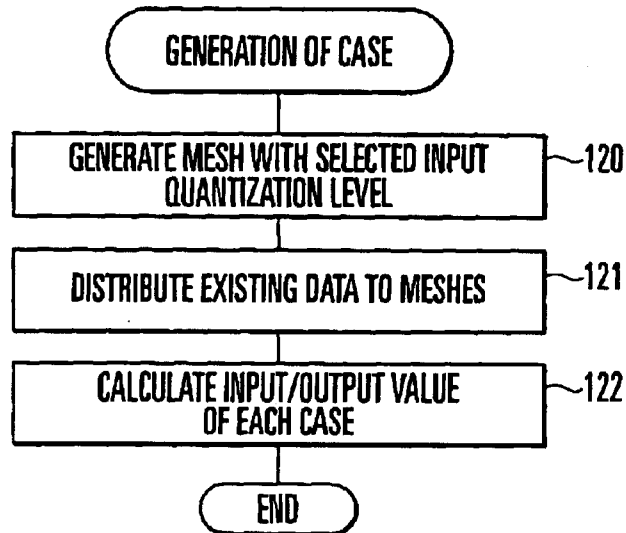 GENERATION OF CASE
GENERATE MESH WITH SELECTED INPUT
QUANTIZATION LEVEL
120
DISTRIBUTE EXISTING DATA TO MESHES
121
CALCULATE INPUT/OUTPUT VALUE
OF EACH CASE
122
END